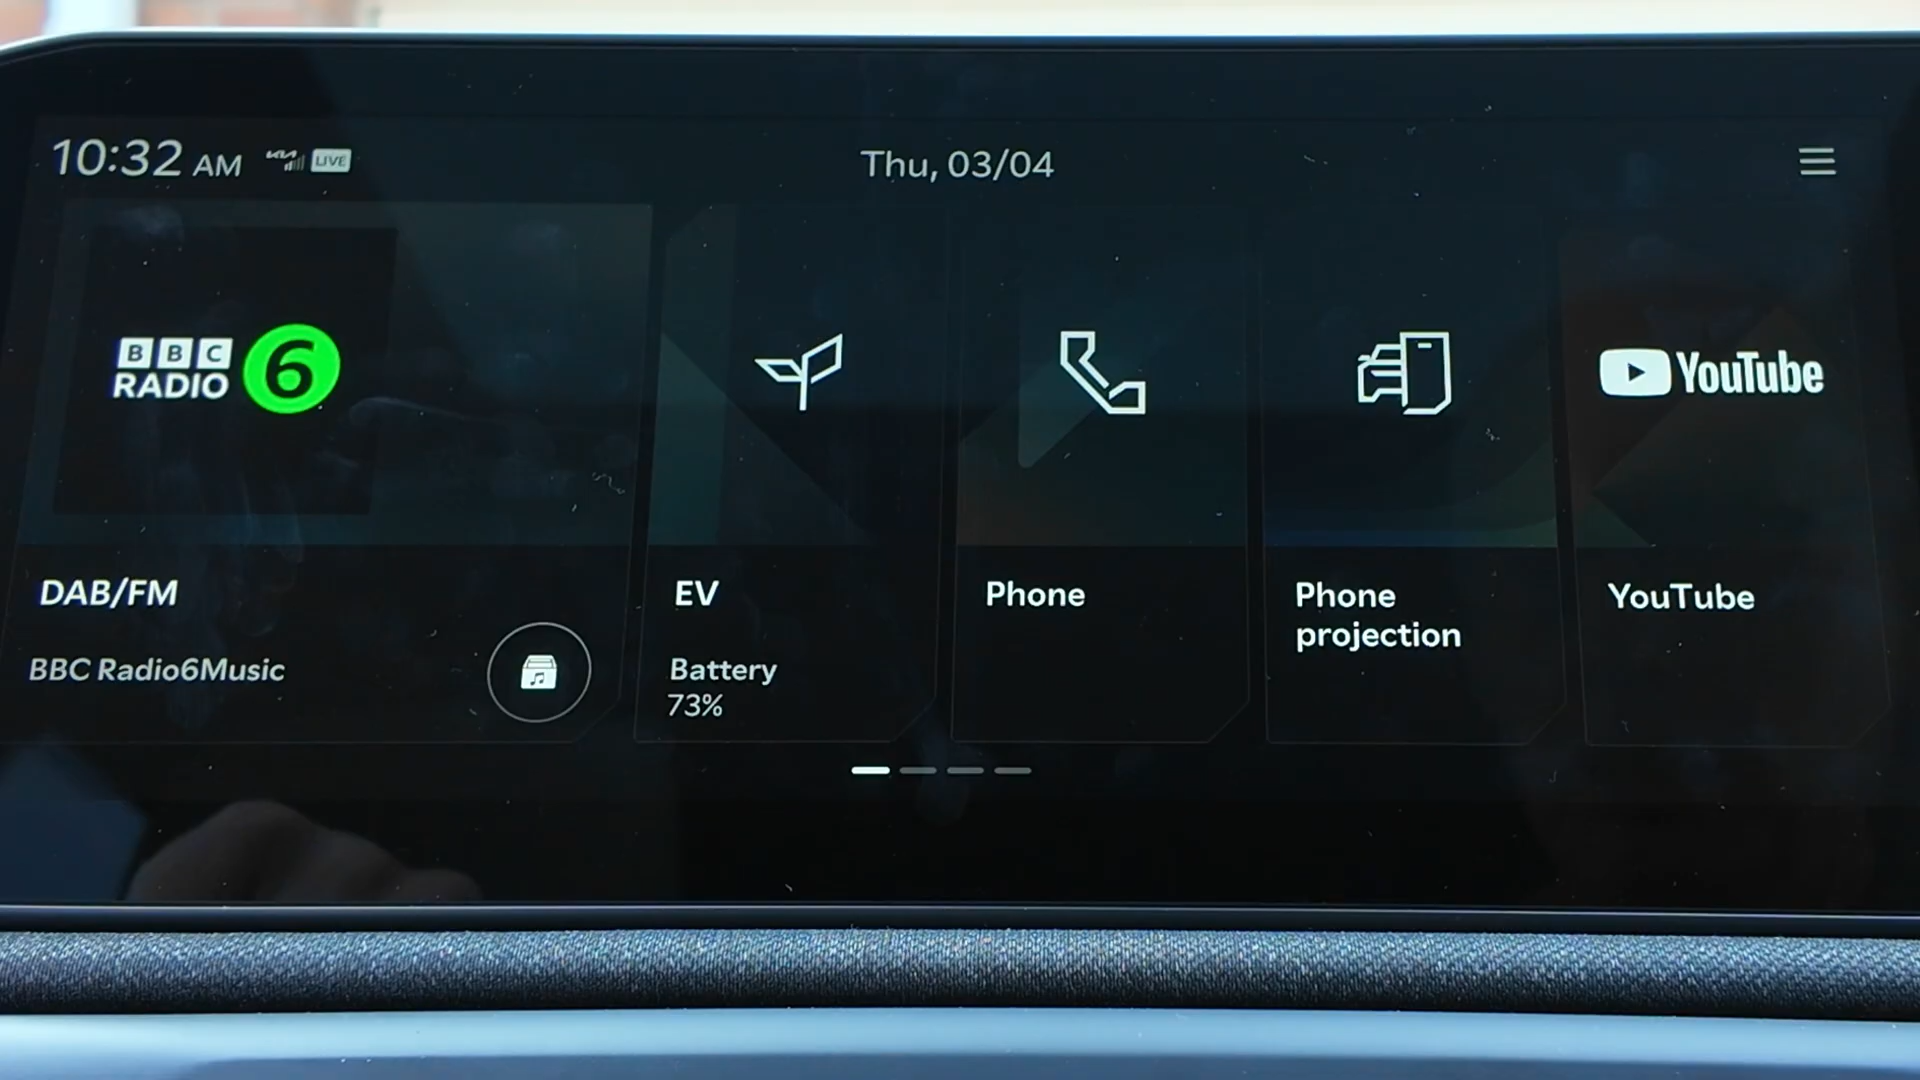 10:32 AM KIA LIVE
Thu, 03/04
BBC
RADIO 6
YouTube
DAB/FM
EV
Phone
Phone
projection
YouTube
BBC Radio6Music
Battery
73%